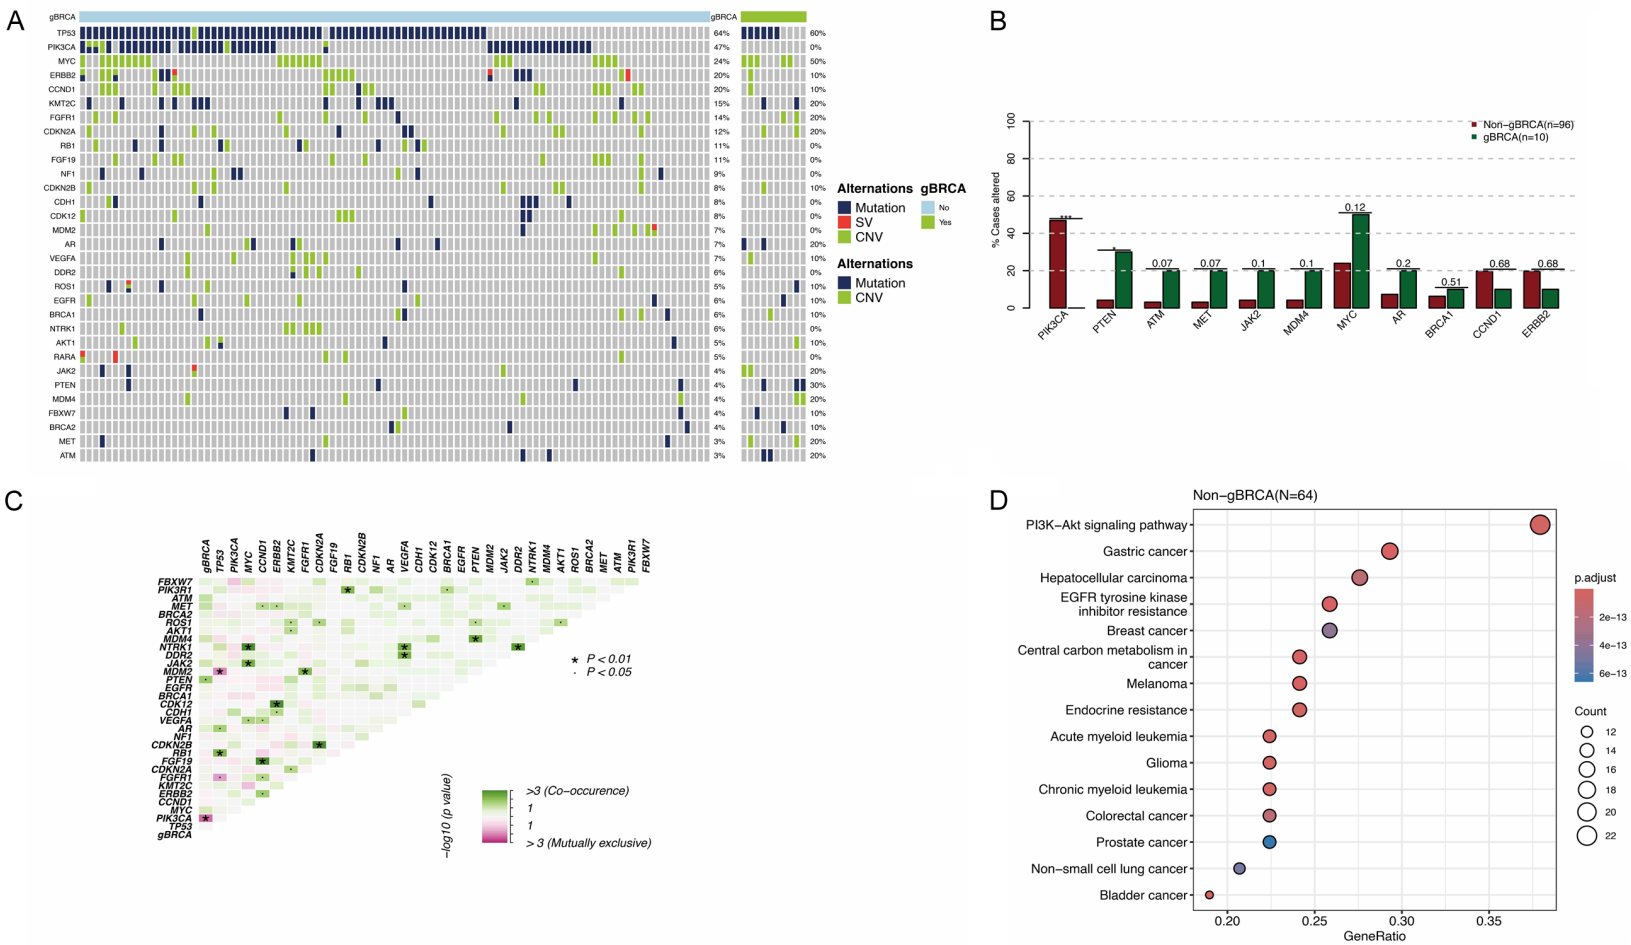 A
gBRCA gBRCA
TP53 64% 60%
PIK3CA 47% 0%
MYC 24% 50%
ERBB2 20% 10%
CCND1 20% 10%
KMT2C 15% 20%
FGFR1 14% 20%
CDKN2A 12% 20%
RB1 11% 0%
FGF19 11% 0%
NF1 9% 0%
CDKN2B 8% 10%
CDH1 8% 0%
CDK12 8% 0%
MDM2 7% 0%
AR 7% 20%
VEGFA 7% 10%
DDR2 6% 0%
ROS1 5% 10%
EGFR 6% 10%
BRCA1 6% 10%
NTRK1 6% 0%
AKT1 5% 10%
RARA 5% 0%
JAK2 4% 20%
PTEN 4% 30%
MDM4 4% 20%
FBXW7 4% 10%
BRCA2 4% 10%
MET 3% 20%
ATM 3% 20%
Alternations gBRCA
Mutation No
SV Yes
CNV
Alternations
Mutation
CNV
B
% Cases altered
100
80
60
40
20
0
Non-gBRCA(n=96)
gBRCA(n=10)
*** * 0.07 0.07 0.1 0.1 0.12 0.2 0.51 0.68 0.68
PIK3CA PTEN ATM MET JAK2 MDM4 MYC AR BRCA1 CCND1 ERBB2
C
gBRCA TP53 PIK3CA MYC CCND1 ERBB2 KMT2C FGFR1 CDKN2A FGF19 RB1 CDKN2B NF1 AR VEGFA CDH1 CDK12 BRCA1 EGFR PTEN MDM2 JAK2 DDR2 NTRK1 MDM4 AKT1 ROS1 BRCA2 MET ATM PIK3R1 FBXW7
FBXW7
PIK3R1
ATM
MET
BRCA2
ROS1
AKT1
MDM4
NTRK1
DDR2
JAK2
MDM2
PTEN
EGFR
BRCA1
CDK12
CDH1
VEGFA
AR
NF1
CDKN2B
RB1
FGF19
CDKN2A
FGFR1
KMT2C
ERBB2
CCND1
MYC
PIK3CA
TP53
gBRCA
* P < 0.01
· P < 0.05
-log10 (p value)
>3 (Co-occurence)
1
1
> 3 (Mutually exclusive)
D
Non-gBRCA(N=64)
PI3K-Akt signaling pathway
Gastric cancer
Hepatocellular carcinoma
EGFR tyrosine kinase
inhibitor resistance
Breast cancer
Central carbon metabolism in
cancer
Melanoma
Endocrine resistance
Acute myeloid leukemia
Glioma
Chronic myeloid leukemia
Colorectal cancer
Prostate cancer
Non-small cell lung cancer
Bladder cancer
0.20 0.25 0.30 0.35
GeneRatio
p.adjust
2e-13
4e-13
6e-13
Count
12
14
16
18
20
22